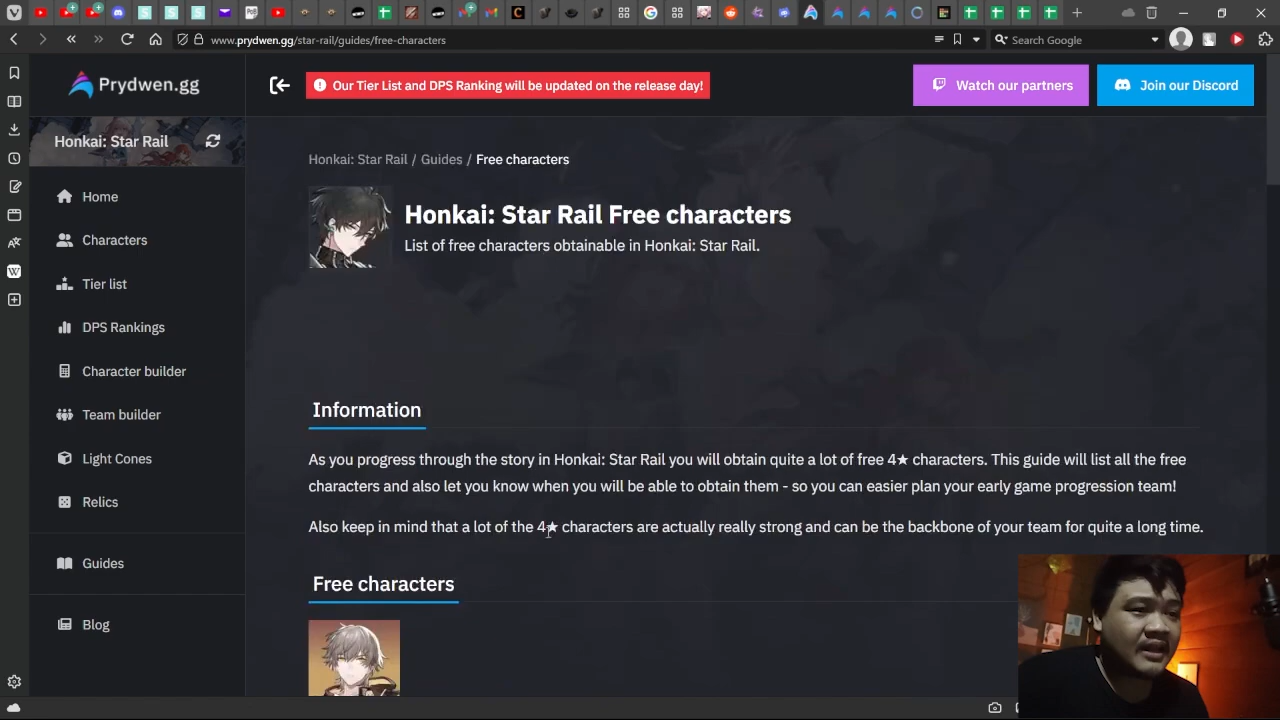 www.prydwen.gg/star-rail/guides/free-characters
Search Google
Prydwen.gg
Our Tier List and DPS Ranking will be updated on the release day!
Watch our partners
Join our Discord
Honkai: Star Rail
Home
Characters
Tier list
DPS Rankings
Character builder
Team builder
Light Cones
Relics
Guides
Blog
Honkai: Star Rail / Guides / Free characters
Honkai: Star Rail Free characters
List of free characters obtainable in Honkai: Star Rail.
Information
As you progress through the story in Honkai: Star Rail you will obtain quite a lot of free 4★ characters. This guide will list all the free
characters and also let you know when you will be able to obtain them - so you can easier plan your early game progression team!
Also keep in mind that a lot of the 4★ characters are actually really strong and can be the backbone of your team for quite a long time.
Free characters